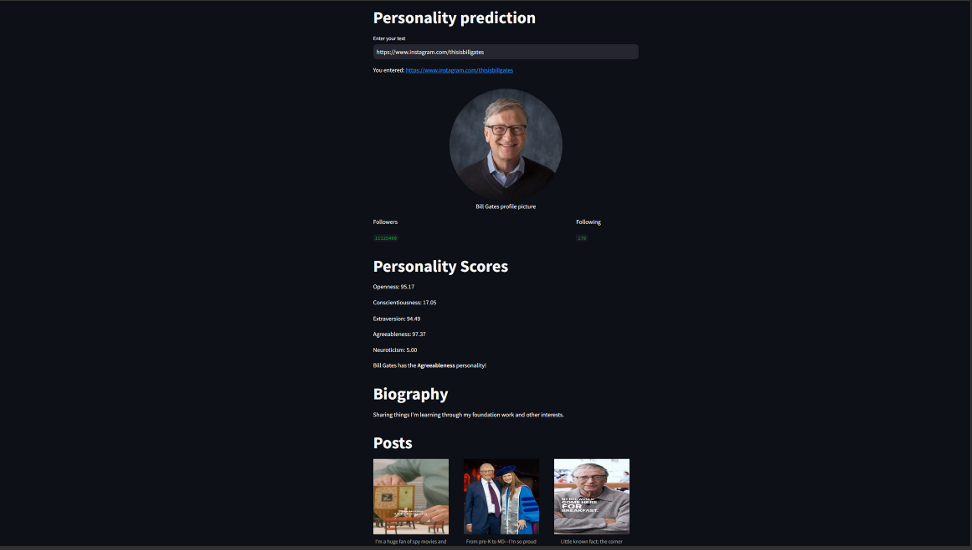 Personality prediction
Enter your text
https://www.instagram.com/thisisbillgates
You entered: https://www.instagram.com/thisisbillgates
Bill Gates profile picture
Followers
Following
Personality Scores
Openness: 95.17
Conscientiousness: 17.05
Extraversion: 94.49
Agreeableness: 97.37
Neuroticism: 5.00
Bill Gates has the Agreeableness personality!
Biography
Sharing things I'm learning through my foundation work and other interests.
Posts
COME HERE
FOR
BREAKFAST.
I'm a huge fan of spy movies and
From pre-K to MD – I'm so proud
Little known fact: the corner